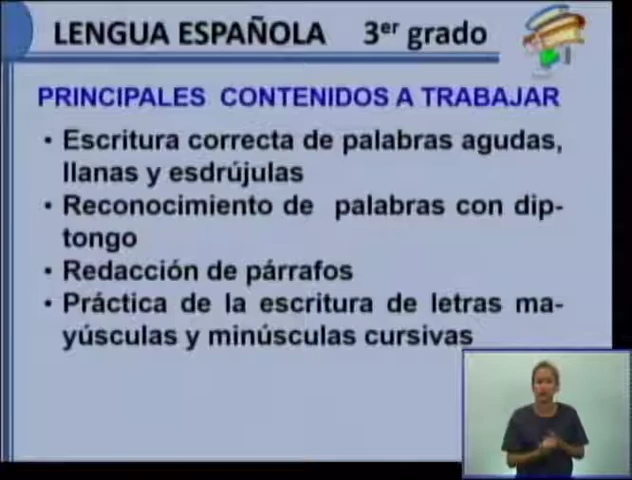 LENGUA ESPAÑOLA 3er grado
PRINCIPALES CONTENIDOS A TRABAJAR
• Escritura correcta de palabras agudas,
llanas y esdrújulas
• Reconocimiento de palabras con dip-
tongo
• Redacción de párrafos
• Práctica de la escritura de letras ma-
yúsculas y minúsculas cursivas